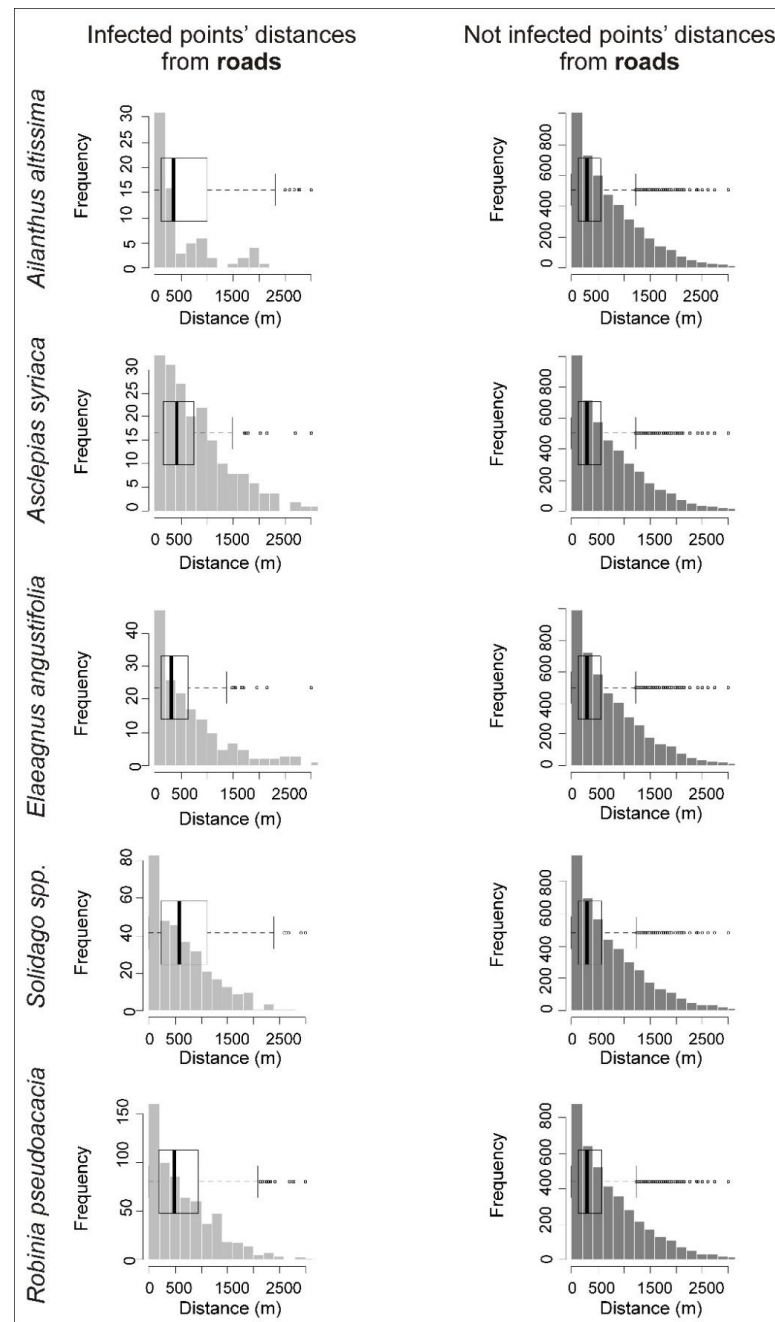 Infected points’ distances
from roads
Not infected points’ distances
from roads
Ailanthus altissima
Frequency
0 5 10 15 20 25 30
0 500 1500 2500
Distance (m)
Frequency
0 200 400 600 800
0 500 1500 2500
Distance (m)
Asclepias syriaca
Frequency
0 5 10 15 20 25 30
0 500 1500 2500
Distance (m)
Frequency
0 200 400 600 800
0 500 1500 2500
Distance (m)
Elaeagnus angustifolia
Frequency
0 10 20 30 40
0 500 1500 2500
Distance (m)
Frequency
0 200 400 600 800
0 500 1500 2500
Distance (m)
Solidago spp.
Frequency
0 20 40 60 80
0 500 1500 2500
Distance (m)
Frequency
0 200 400 600 800
0 500 1500 2500
Distance (m)
Robinia pseudoacacia
Frequency
0 50 100 150
0 500 1500 2500
Distance (m)
Frequency
0 200 400 600 800
0 500 1500 2500
Distance (m)